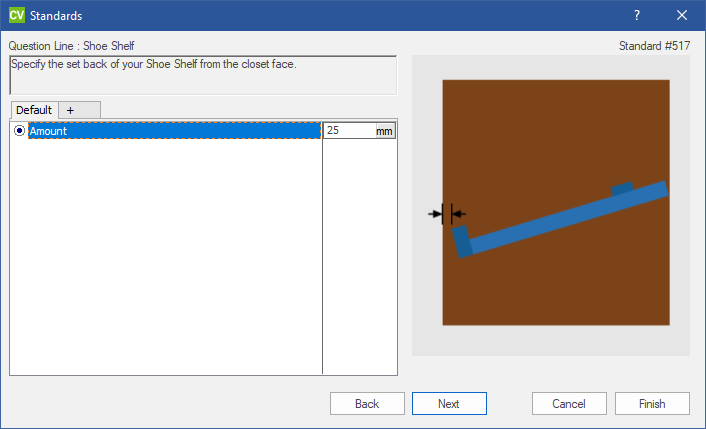 CV Standards ?
Question Line : Shoe Shelf
Standard #517
Specify the set back of your Shoe Shelf from the closet face.
Default +
Amount 25 mm
Back Next Cancel Finish